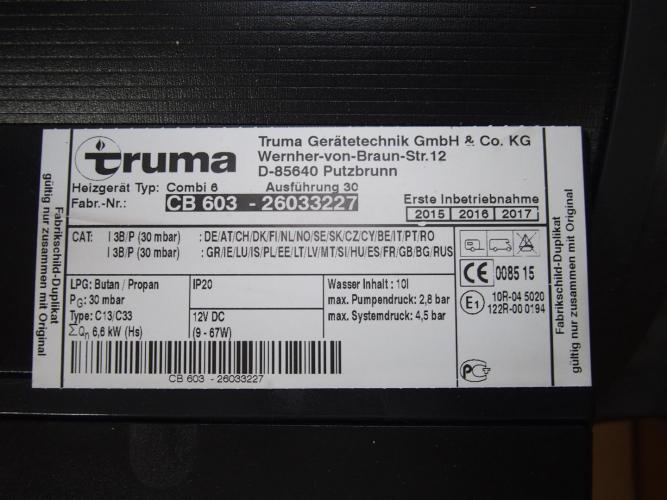 truma
Truma Gerätetechnik GmbH & Co. KG
Wernher-von-Braun-Str.12
D-85640 Putzbrunn
Heizgerät Typ: Combi 6 Ausführung 30
Fabr.-Nr.: CB 603 - 26033227
Erste Inbetriebnahme
2015 2016 2017
CAT: I 3B/P (30 mbar) : DE/AT/CH/DK/FI/NL/NO/SE/SK/CZ/CY/BE/IT/PT/RO
I 3B/P (30 mbar) : GR/IE/LU/IS/PL/EE/LT/LV/MT/SI/HU/ES/FR/GB/BG/RUS
LPG: Butan / Propan
PG: 30 mbar
Type: C13/C33
ΣQn 6,6 kW (Hs)
IP20
12V DC
(9 - 67W)
Wasser Inhalt : 10l
max. Pumpendruck: 2,8 bar
max. Systemdruck: 4,5 bar
CE 0085 15
E1 10R-04 5020
122R-00 0194
CB 603 - 26033227
PCT
Fabrikschild-Duplikat
gültig nur zusammen mit Original
Fabrikschild-Duplikat
gültig nur zusammen mit Original